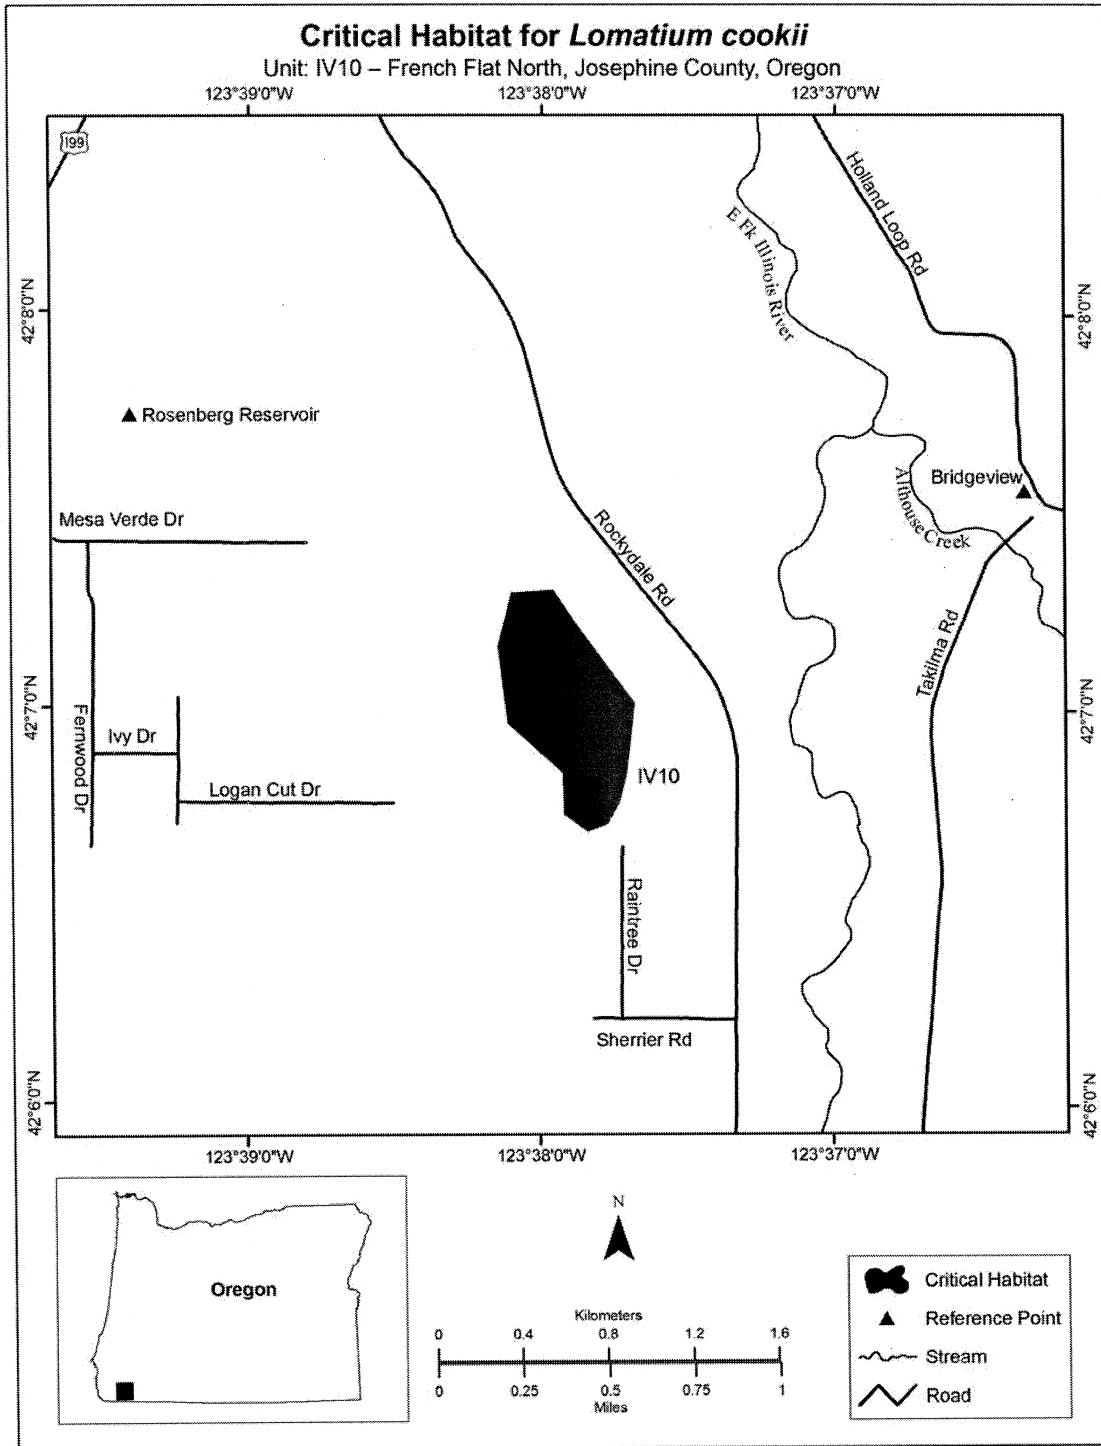 Critical Habitat for Lomatium cookii
Unit: IV10 – French Flat North, Josephine County, Oregon
123°39'0"W
123°38'0"W
123°37'0"W
199
Holland Loop Rd
E Fk Illinois River
42°8'0"N
42°8'0"N
Rosenberg Reservoir
Bridgeview
Althouse Creek
Mesa Verde Dr
Rockydale Rd
Takilma Rd
42°7'0"N
42°7'0"N
Fernwood Dr
Ivy Dr
Logan Cut Dr
IV10
Raintree Dr
Sherrier Rd
42°6'0"N
42°6'0"N
123°39'0"W
123°38'0"W
123°37'0"W
Oregon
N
Kilometers
0 0.4 0.8 1.2 1.6
0 0.25 0.5 0.75 1
Miles
Critical Habitat
Reference Point
Stream
Road